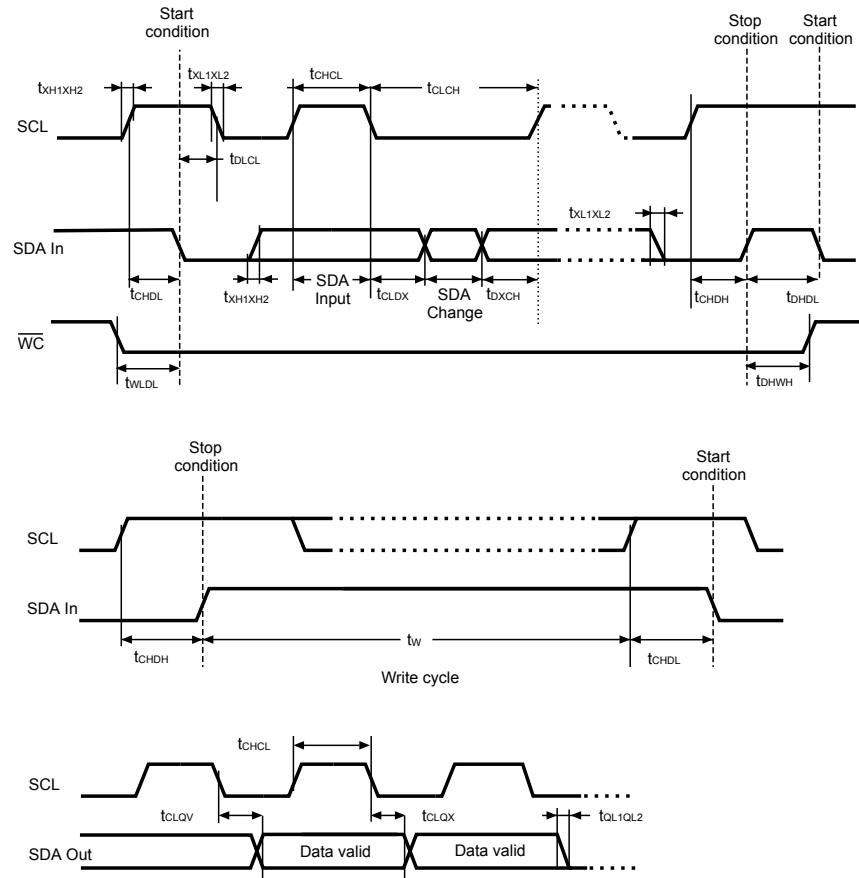 Start
condition
Stop
condition
Start
condition
tXH1XH2
tXL1XL2
tCHCL
tCLCH
SCL
tDLCL
tXL1XL2
SDA In
tCHDL
tXH1XH2
SDA
Input
tCLDX
SDA
Change
tDXCH
tCHDH
tDHDL
WC
tWLDL
tDHWH
Stop
condition
Start
condition
SCL
SDA In
tCHDH
tW
tCHDL
Write cycle
tCHCL
SCL
tCLQV
tCLQX
tQL1QL2
SDA Out
Data valid
Data valid